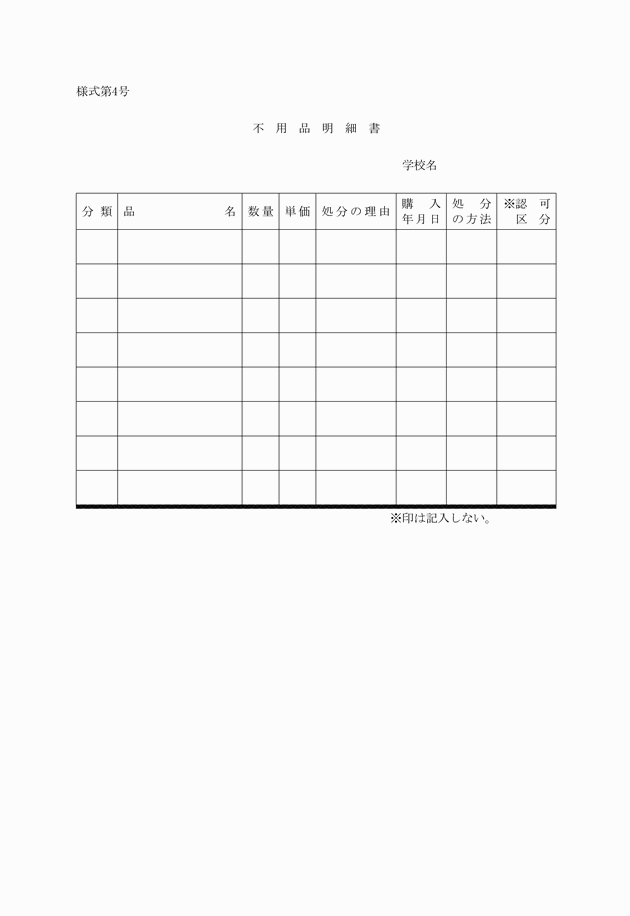 様式第4号
不用品明細書
学校名
分類 品名 数量 単価 処分の理由 購入年月日 処分の方法 ※認可区分
※印は記入しない。